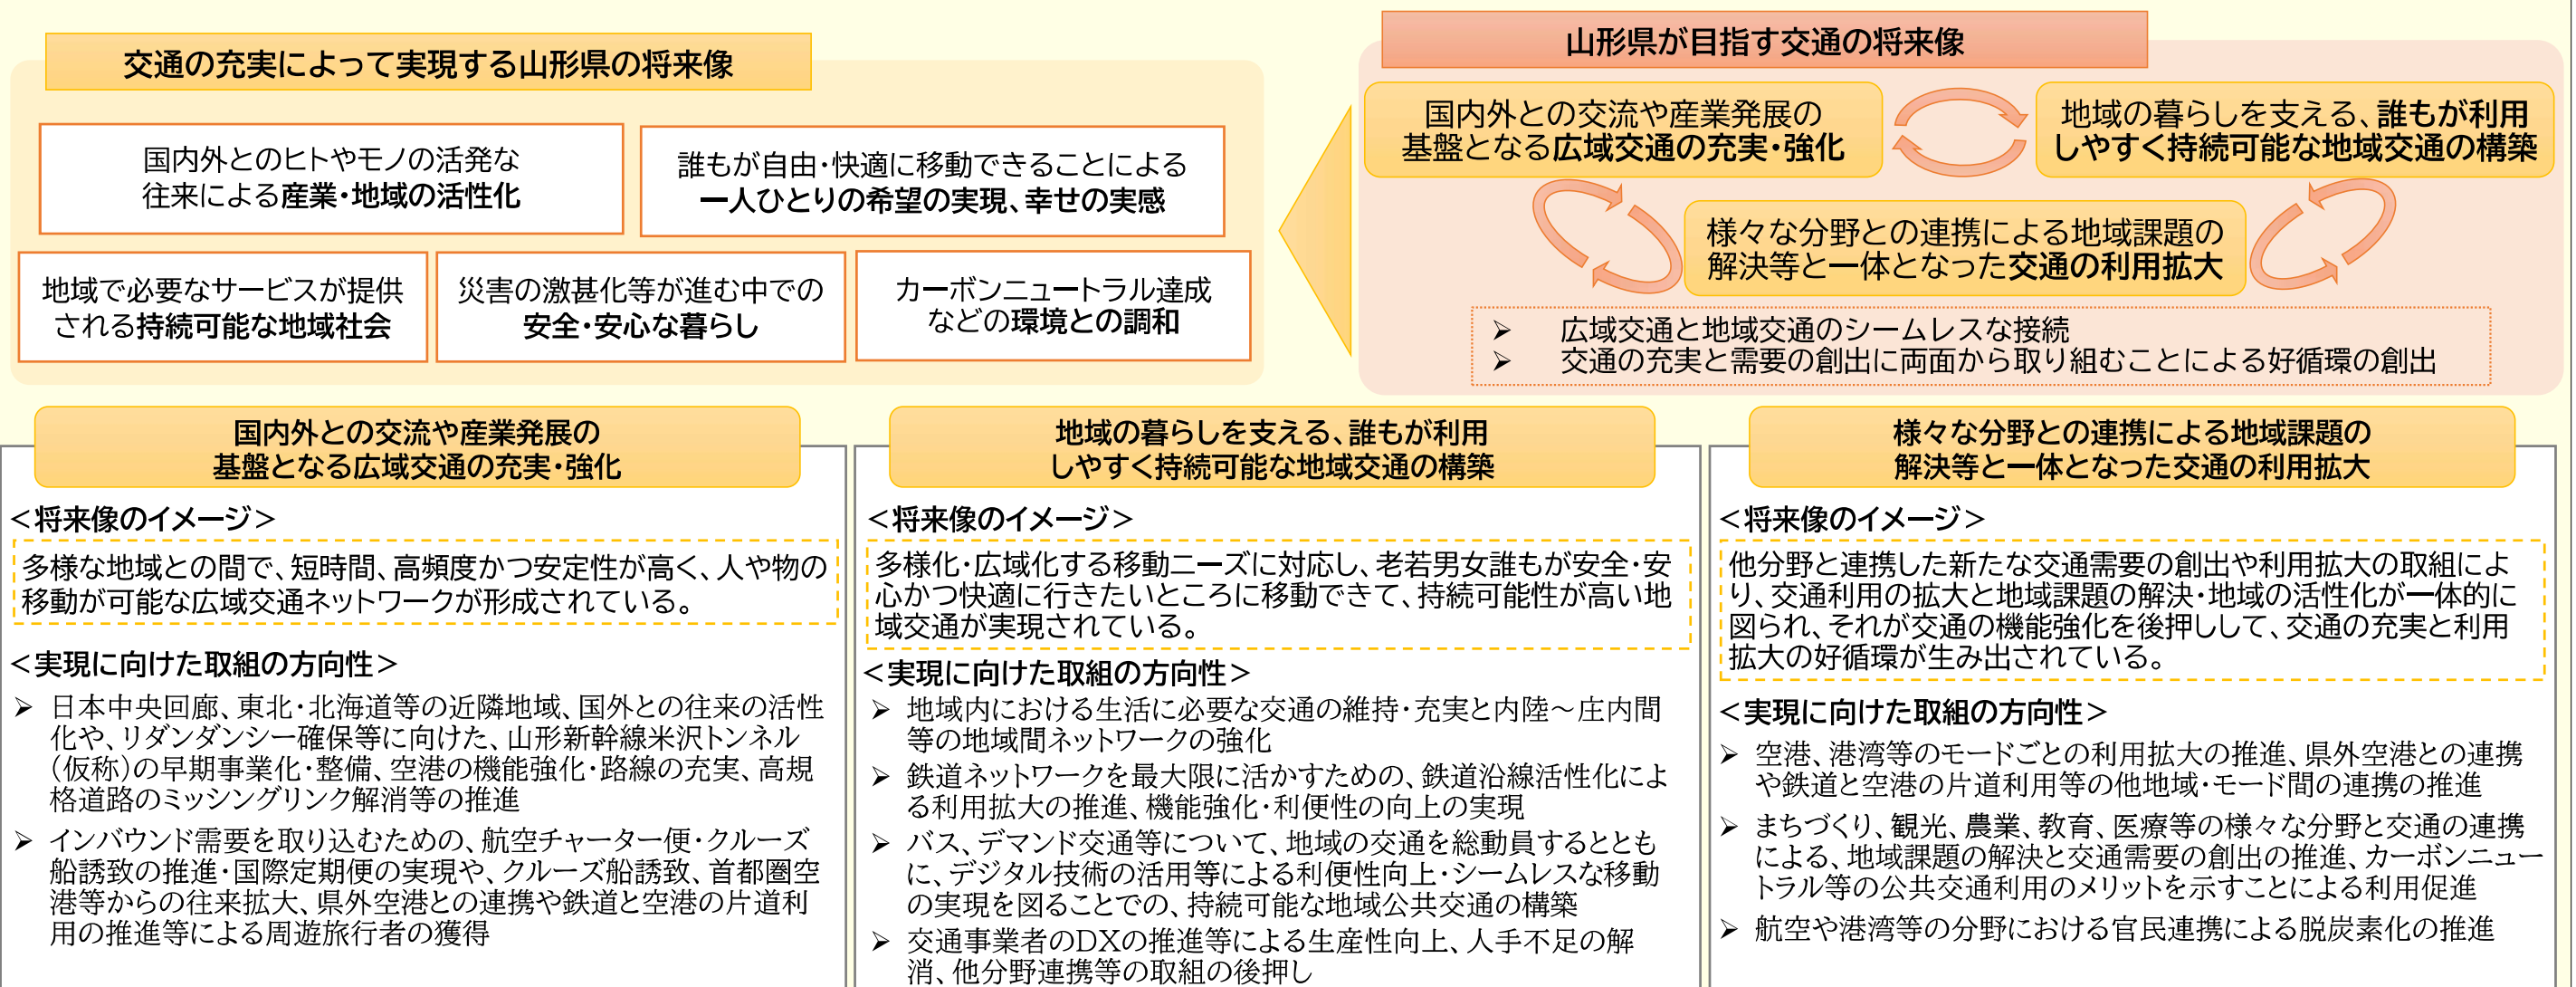 交通の充実によって実現する山形県の将来像
国内外とのヒトやモノの活発な
往来による産業・地域の活性化
誰もが自由・快適に移動できることによる
一人ひとりの希望の実現、幸せの実感
地域で必要なサービスが提供
される持続可能な地域社会
災害の激甚化等が進む中での
安全・安心な暮らし
カーボンニュートラル達成
などの環境との調和
山形県が目指す交通の将来像
国内外との交流や産業発展の
基盤となる広域交通の充実・強化
地域の暮らしを支える、誰もが利用
しやすく持続可能な地域交通の構築
様々な分野との連携による地域課題の
解決等と一体となった交通の利用拡大
➢ 広域交通と地域交通のシームレスな接続
➢ 交通の充実と需要の創出に両面から取り組むことによる好循環の創出
国内外との交流や産業発展の
基盤となる広域交通の充実・強化
＜将来像のイメージ＞
多様な地域との間で、短時間、高頻度かつ安定性が高く、人や物の
移動が可能な広域交通ネットワークが形成されている。
＜実現に向けた取組の方向性＞
➢ 日本中央回廊、東北・北海道等の近隣地域、国外との往来の活性
化や、リダンダンシー確保等に向けた、山形新幹線米沢トンネル
（仮称）の早期事業化・整備、空港の機能強化・路線の充実、高規
格道路のミッシングリンク解消等の推進
➢ インバウンド需要を取り込むための、航空チャーター便・クルーズ
船誘致の推進・国際定期便の実現や、クルーズ船誘致、首都圏空
港等からの往来拡大、県外空港との連携や鉄道と空港の片道利
用の推進等による周遊旅行者の獲得
地域の暮らしを支える、誰もが利用
しやすく持続可能な地域交通の構築
＜将来像のイメージ＞
多様化・広域化する移動ニーズに対応し、老若男女誰もが安全・安
心かつ快適に行きたいところに移動できて、持続可能性が高い地
域交通が実現されている。
＜実現に向けた取組の方向性＞
➢ 地域内における生活に必要な交通の維持・充実と内陸～庄内間
等の地域間ネットワークの強化
➢ 鉄道ネットワークを最大限に活かすための、鉄道沿線活性化によ
る利用拡大の推進、機能強化・利便性の向上の実現
➢ バス、デマンド交通等について、地域の交通を総動員するととも
に、デジタル技術の活用等による利便性向上・シームレスな移動
の実現を図ることでの、持続可能な地域公共交通の構築
➢ 交通事業者のDXの推進等による生産性向上、人手不足の解
消、他分野連携等の取組の後押し
様々な分野との連携による地域課題の
解決等と一体となった交通の利用拡大
＜将来像のイメージ＞
他分野と連携した新たな交通需要の創出や利用拡大の取組によ
り、交通利用の拡大と地域課題の解決・地域の活性化が一体的に
図られ、それが交通の機能強化を後押しして、交通の充実と利用
拡大の好循環が生み出されている。
＜実現に向けた取組の方向性＞
➢ 空港、港湾等のモードごとの利用拡大の推進、県外空港との連携
や鉄道と空港の片道利用等の他地域・モード間の連携の推進
➢ まちづくり、観光、農業、教育、医療等の様々な分野と交通の連携
による、地域課題の解決と交通需要の創出の推進、カーボンニュー
トラル等の公共交通利用のメリットを示すことによる利用促進
➢ 航空や港湾等の分野における官民連携による脱炭素化の推進